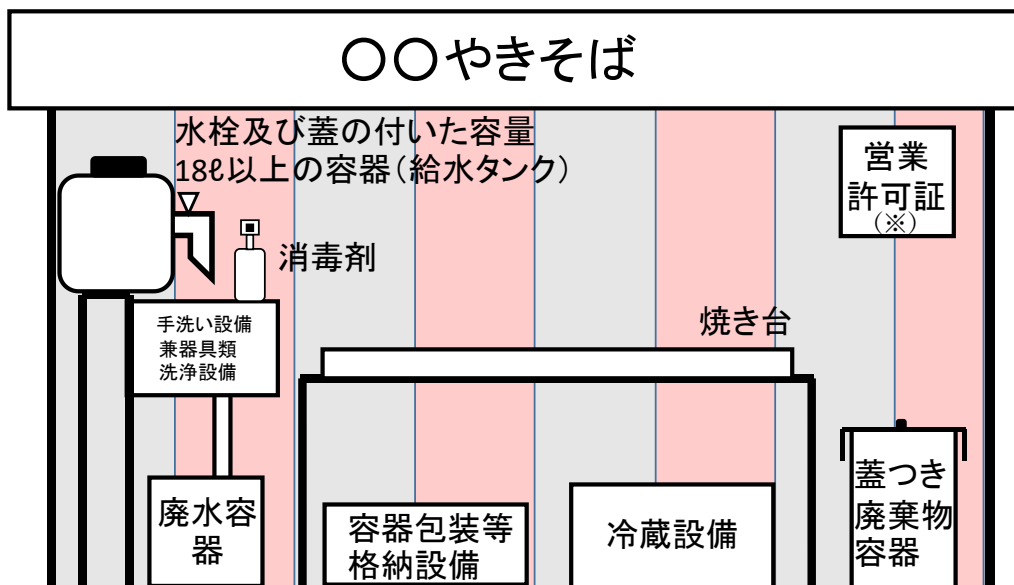 〇〇やきそば
水栓及び蓋の付いた容量
18ℓ以上の容器（給水タンク）
営業
許可証
（※）
消毒剤
手洗い設備
兼器具類
洗浄設備
焼き台
廃水容
器
容器包装等
格納設備
冷蔵設備
蓋つき
廃棄物
容器